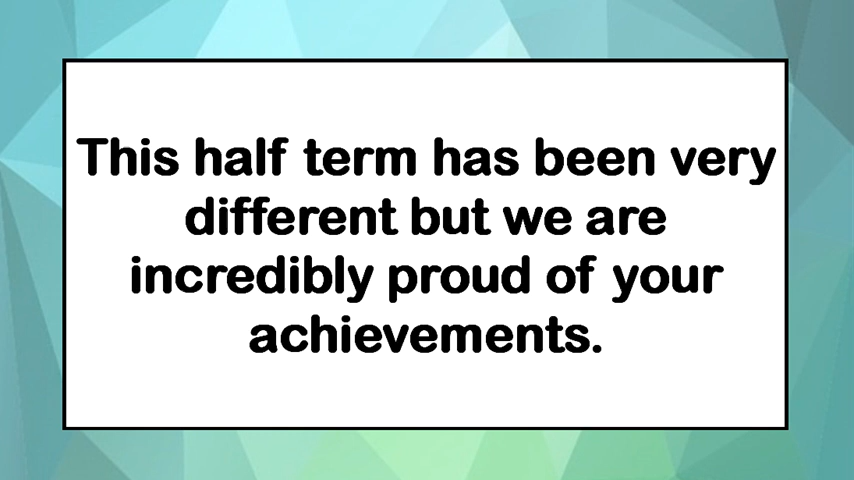 This half term has been very
different but we are
incredibly proud of your
achievements.